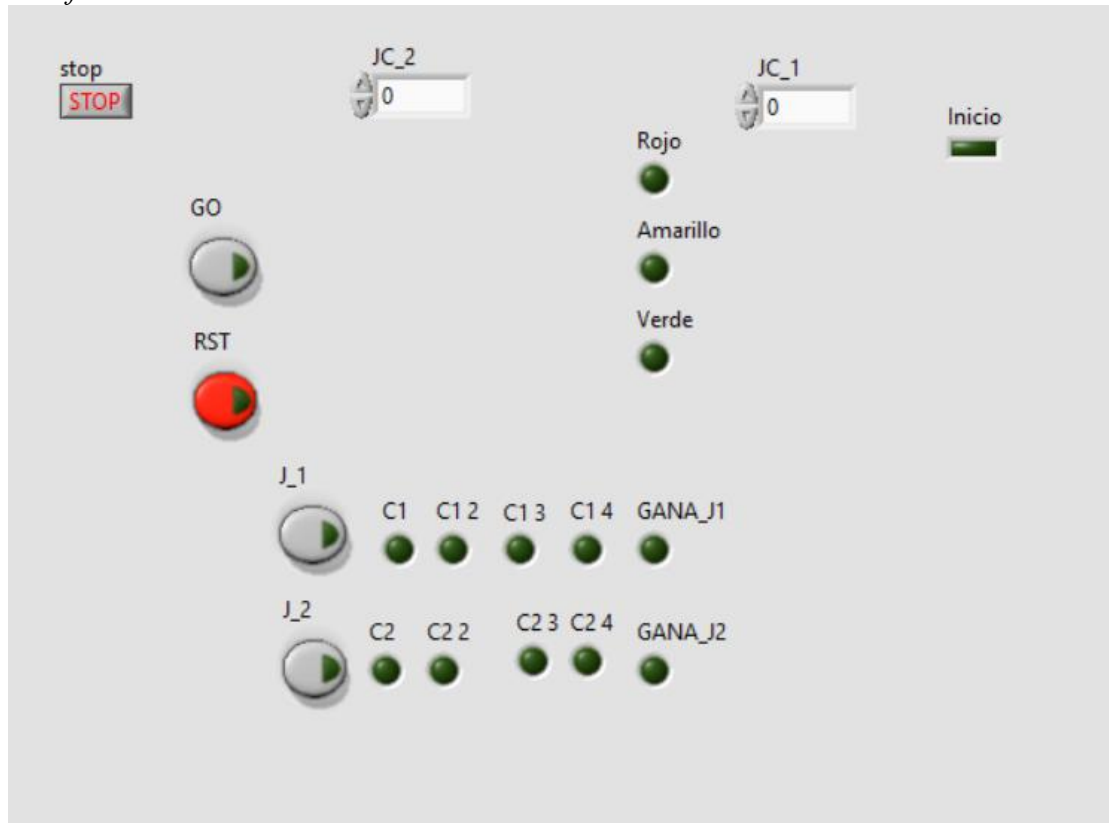 stop
STOP
JC_2
0
JC_1
0
Inicio
Rojo
GO
Amarillo
RST
Verde
J_1
C1 C1 2 C1 3 C1 4 GANA_J1
J_2
C2 C2 2 C2 3 C2 4 GANA_J2